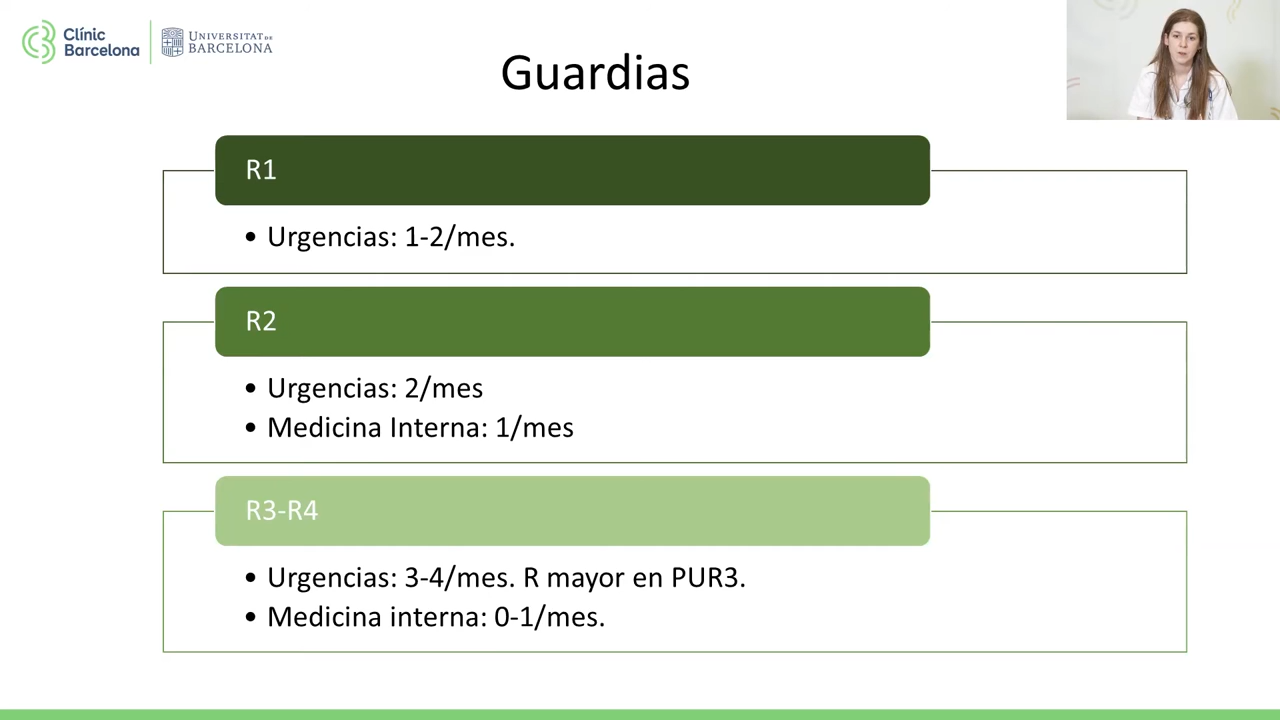 Clínic
Barcelona
UNIVERSITAT DE
BARCELONA
Guardias
R1
• Urgencias: 1-2/mes.
R2
• Urgencias: 2/mes
• Medicina Interna: 1/mes
R3-R4
• Urgencias: 3-4/mes. R mayor en PUR3.
• Medicina interna: 0-1/mes.